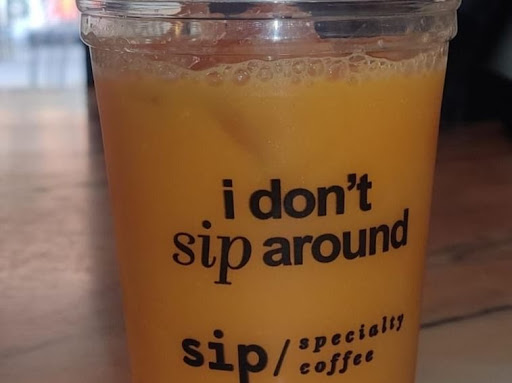 i don't
sip around
sip/specialty
coffee